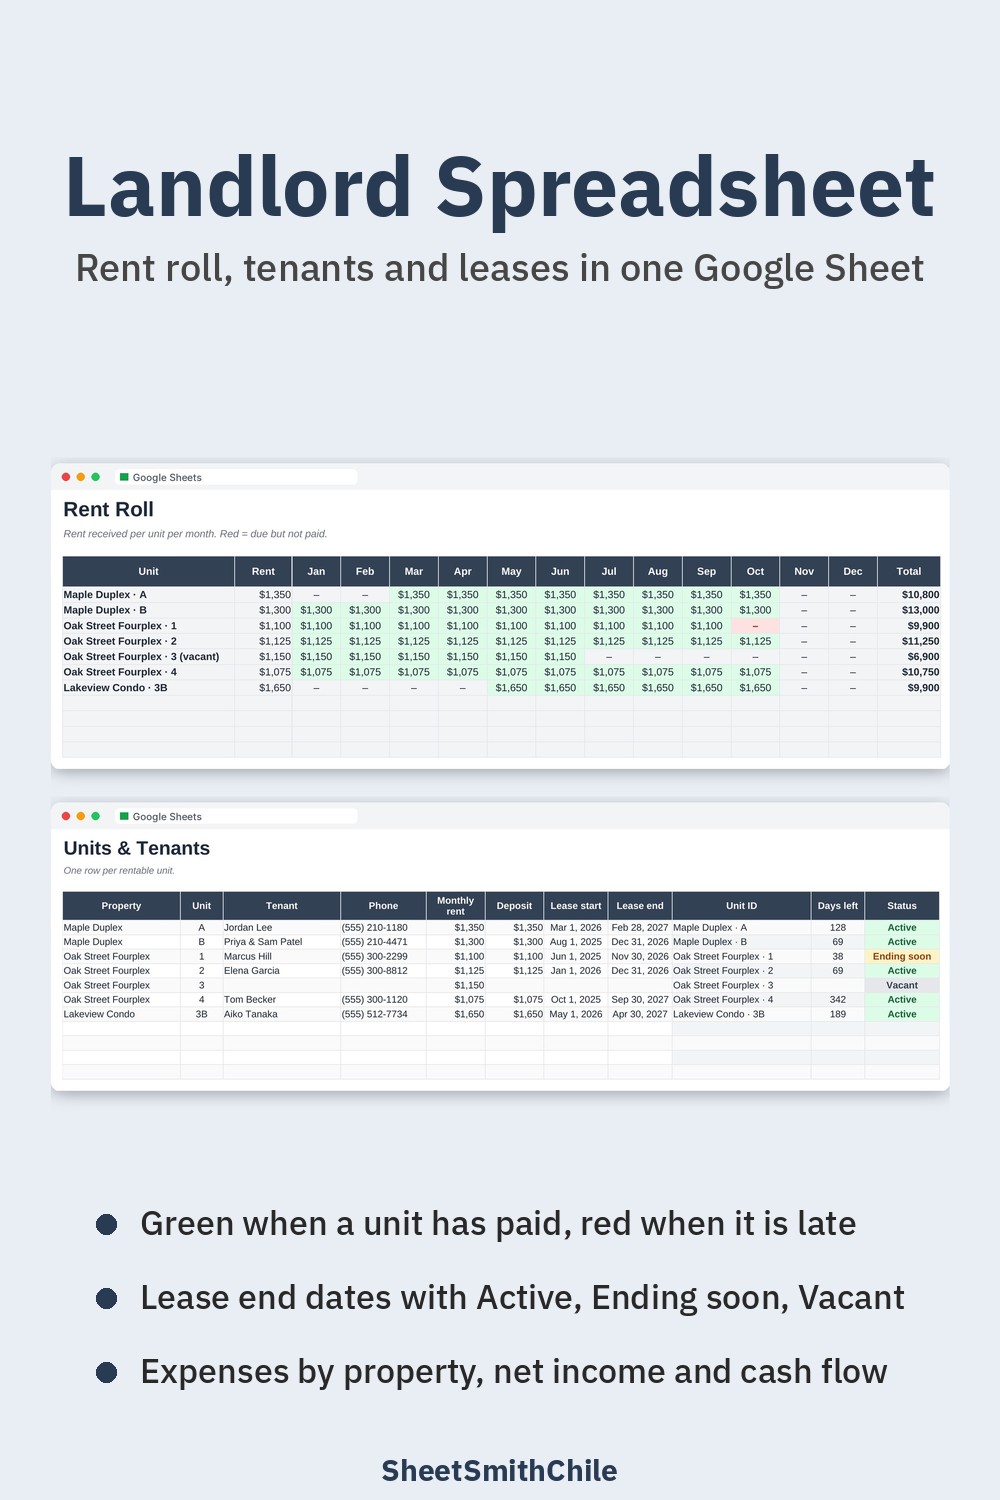 Landlord Spreadsheet
Rent roll, tenants and leases in one Google Sheet
Google Sheets
Rent Roll
Rent received per unit per month. Red = due but not paid.
Unit Rent Jan Feb Mar Apr May Jun Jul Aug Sep Oct Nov Dec Total
Maple Duplex · A $1,350 – – $1,350 $1,350 $1,350 $1,350 $1,350 $1,350 $1,350 $1,350 – – $10,800
Maple Duplex · B $1,300 $1,300 $1,300 $1,300 $1,300 $1,300 $1,300 $1,300 $1,300 $1,300 $1,300 – – $13,000
Oak Street Fourplex · 1 $1,100 $1,100 $1,100 $1,100 $1,100 $1,100 $1,100 $1,100 $1,100 $1,100 – – – $9,900
Oak Street Fourplex · 2 $1,125 $1,125 $1,125 $1,125 $1,125 $1,125 $1,125 $1,125 $1,125 $1,125 $1,125 – – $11,250
Oak Street Fourplex · 3 (vacant) $1,150 $1,150 $1,150 $1,150 $1,150 $1,150 $1,150 – – – – – – $6,900
Oak Street Fourplex · 4 $1,075 $1,075 $1,075 $1,075 $1,075 $1,075 $1,075 $1,075 $1,075 $1,075 $1,075 – – $10,750
Lakeview Condo · 3B $1,650 – – – – $1,650 $1,650 $1,650 $1,650 $1,650 $1,650 – – $9,900
Google Sheets
Units & Tenants
One row per rentable unit.
Property Unit Tenant Phone Monthly rent Deposit Lease start Lease end Unit ID Days left Status
Maple Duplex A Jordan Lee (555) 210-1180 $1,350 $1,350 Mar 1, 2026 Feb 28, 2027 Maple Duplex · A 128 Active
Maple Duplex B Priya & Sam Patel (555) 210-4471 $1,300 $1,300 Aug 1, 2025 Dec 31, 2026 Maple Duplex · B 69 Active
Oak Street Fourplex 1 Marcus Hill (555) 300-2299 $1,100 $1,100 Jun 1, 2025 Nov 30, 2026 Oak Street Fourplex · 1 38 Ending soon
Oak Street Fourplex 2 Elena Garcia (555) 300-8812 $1,125 $1,125 Jan 1, 2026 Dec 31, 2026 Oak Street Fourplex · 2 69 Active
Oak Street Fourplex 3 $1,150 Oak Street Fourplex · 3 Vacant
Oak Street Fourplex 4 Tom Becker (555) 300-1120 $1,075 $1,075 Oct 1, 2025 Sep 30, 2027 Oak Street Fourplex · 4 342 Active
Lakeview Condo 3B Aiko Tanaka (555) 512-7734 $1,650 $1,650 May 1, 2026 Apr 30, 2027 Lakeview Condo · 3B 189 Active
Green when a unit has paid, red when it is late
Lease end dates with Active, Ending soon, Vacant
Expenses by property, net income and cash flow
SheetSmithChile